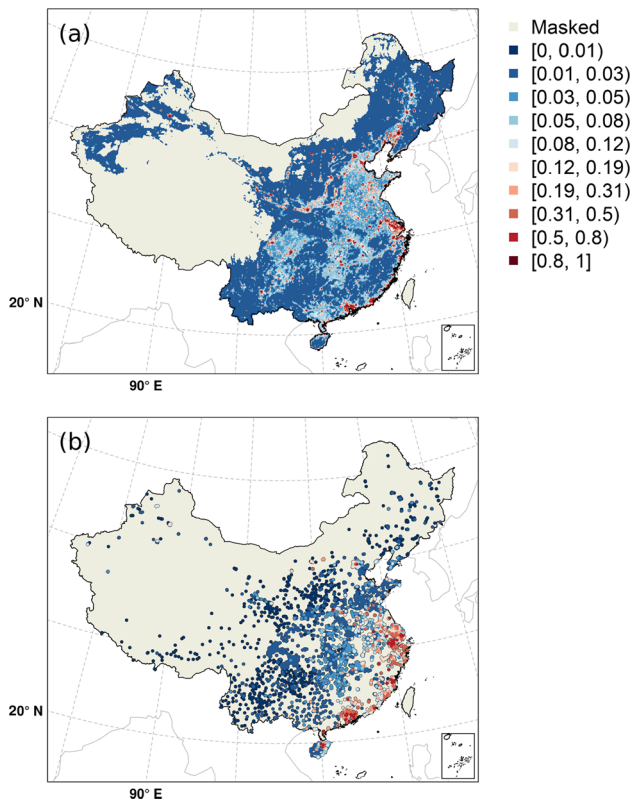 (a)
Masked
[0, 0.01)
[0.01, 0.03)
[0.03, 0.05)
[0.05, 0.08)
[0.08, 0.12)
[0.12, 0.19)
[0.19, 0.31)
[0.31, 0.5)
[0.5, 0.8)
[0.8, 1]
20° N
90° E
(b)
20° N
90° E